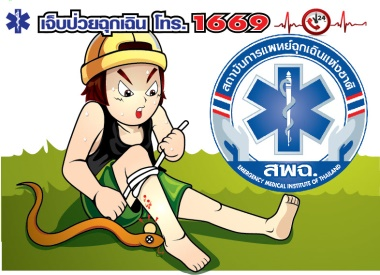 เจ็บป่วยฉุกเฉิน โทร. 1669
24
สถาบันการแพทย์ฉุกเฉินแห่งชาติ
สพฉ.
EMERGENCY MEDICAL INSTITUTE OF THAILAND